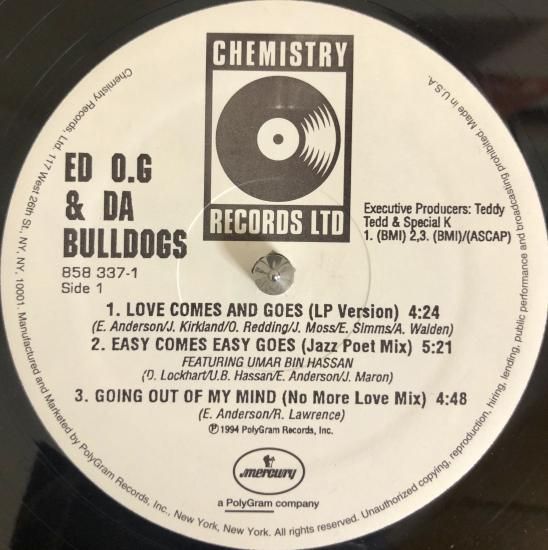 CHEMISTRY
RECORDS LTD
ED O.G
& DA
BULLDOGS
858 337-1
Side 1
Executive Producers: Teddy
Tedd & Special K
1. (BMI) 2,3. (BMI)/(ASCAP)
1. LOVE COMES AND GOES (LP Version) 4:24
(E. Anderson/J. Kirkland/O. Redding/J. Moss/E. Simms/A. Walden)
2. EASY COMES EASY GOES (Jazz Poet Mix) 5:21
FEATURING UMAR BIN HASSAN
(D. Lockhart/U.B. Hassan/E. Anderson/J. Maron)
3. GOING OUT OF MY MIND (No More Love Mix) 4:48
(E. Anderson/R. Lawrence)
℗ 1994 PolyGram Records, Inc.
mercury
a PolyGram company
Chemistry Records, Ltd. 117 West 26th St. NY, NY, 10001. Manufactured and Marketed by PolyGram Records, Inc., New York, New York. All rights reserved. Unauthorized copying, reproduction, hiring, lending, public performance and broadcasting prohibited. Made in U.S.A.